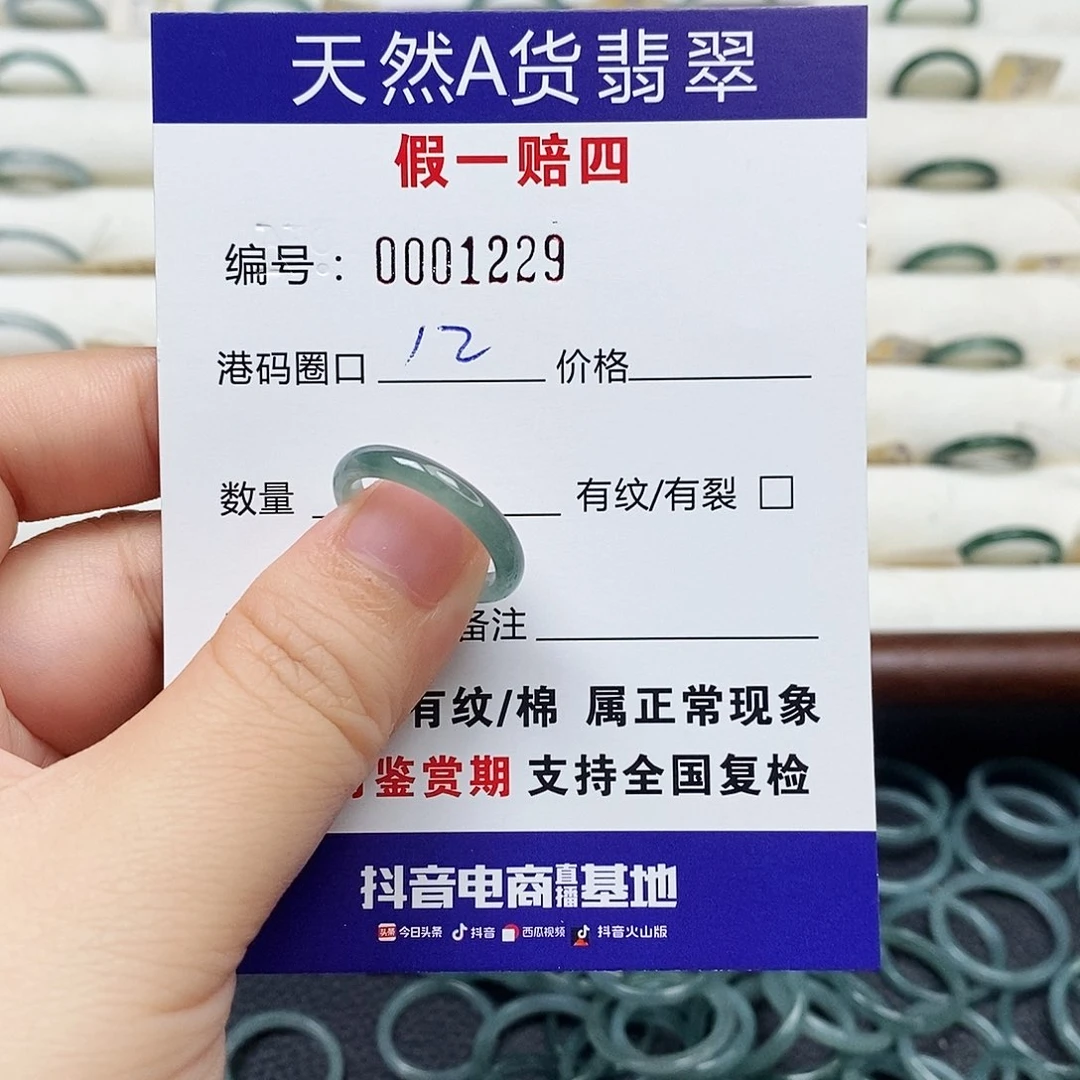 天然A货翡翠
假一赔四
编号：0001229
港码圈口 12 价格
数量 有纹/有裂 □
备注
有纹/棉 属正常现象
鉴赏期 支持全国复检
抖音电商直播基地
头条 今日头条 抖音 西瓜视频 抖音火山版